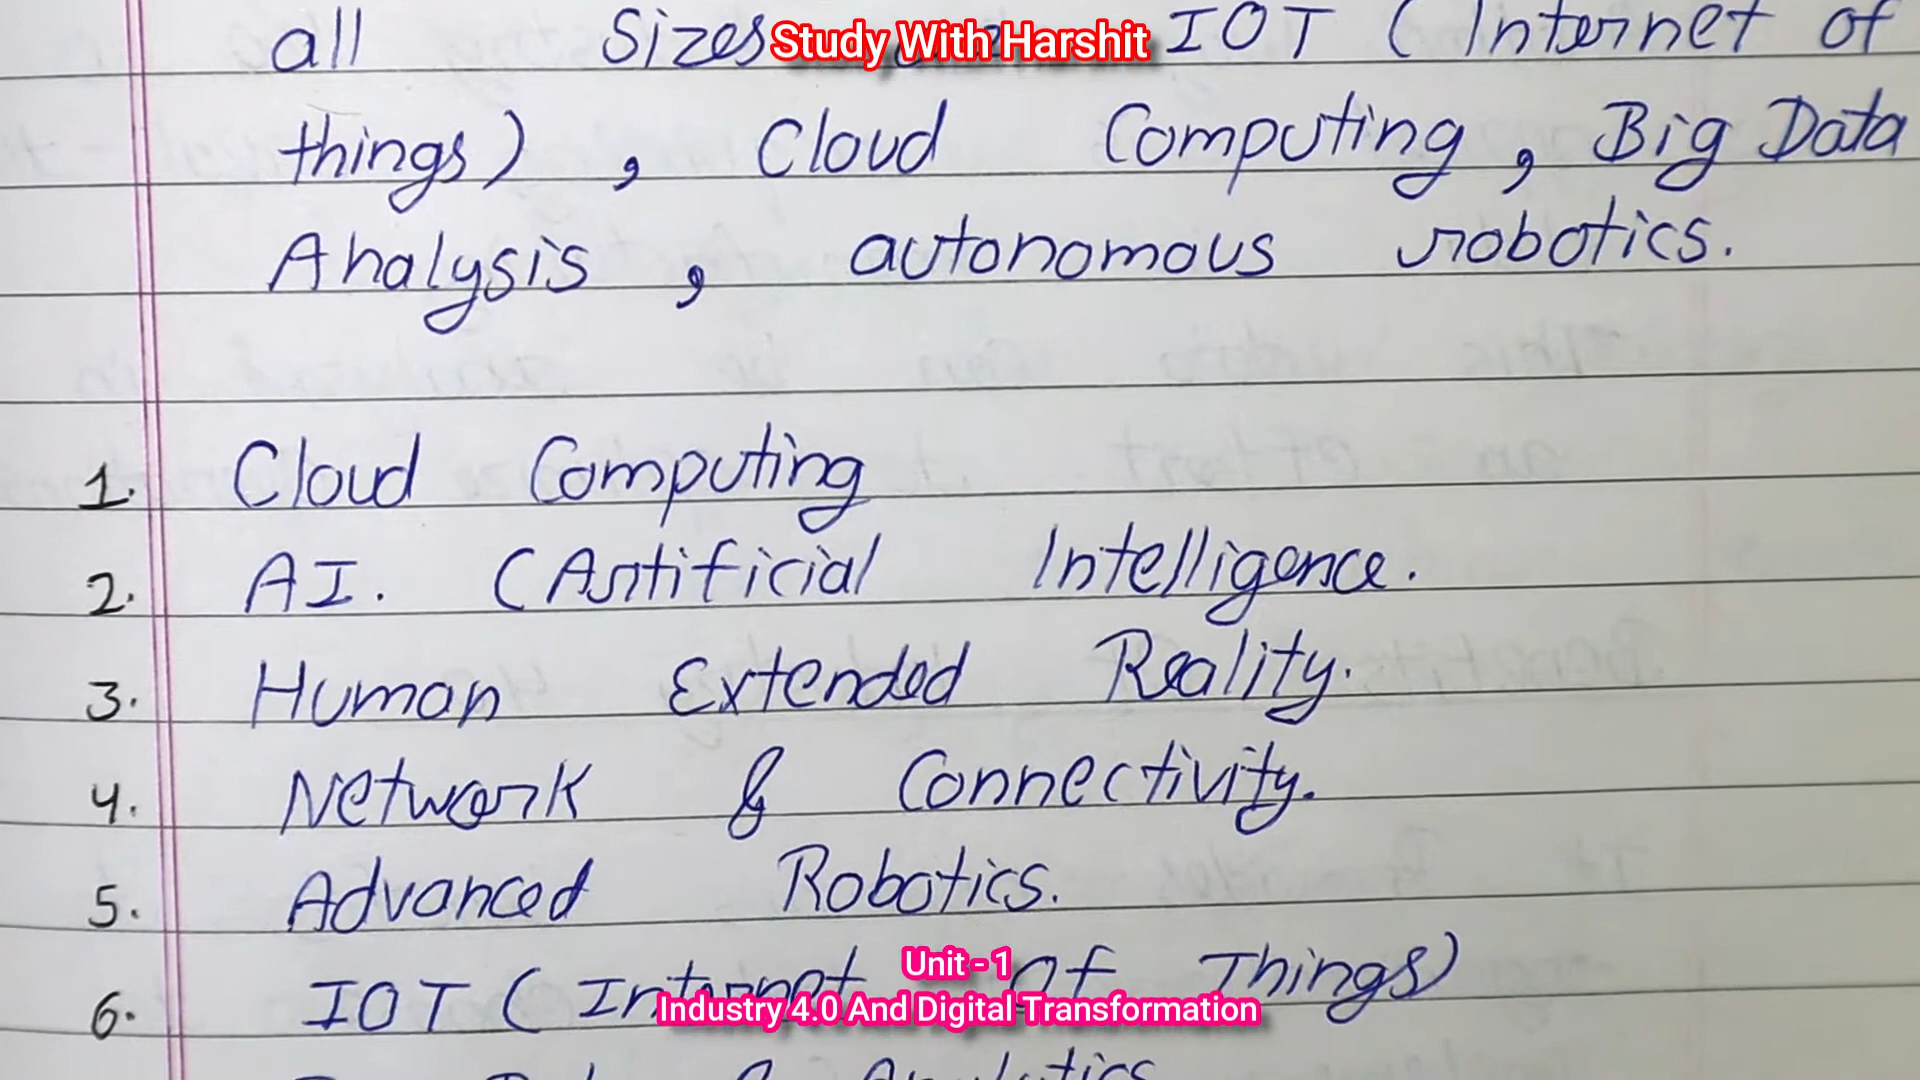 all Sizes IOT ( Internet of
Study With Harshit
things) , Cloud Computing , Big Data
Analysis , autonomous robotics.
1. Cloud Computing
2. AI. (Artificial Intelligence.
3. Human Extended Reality.
4. Network & Connectivity.
5. Advanced Robotics.
6. IOT ( Internet Of Things)
Unit - 1
Industry 4.0 And Digital Transformation